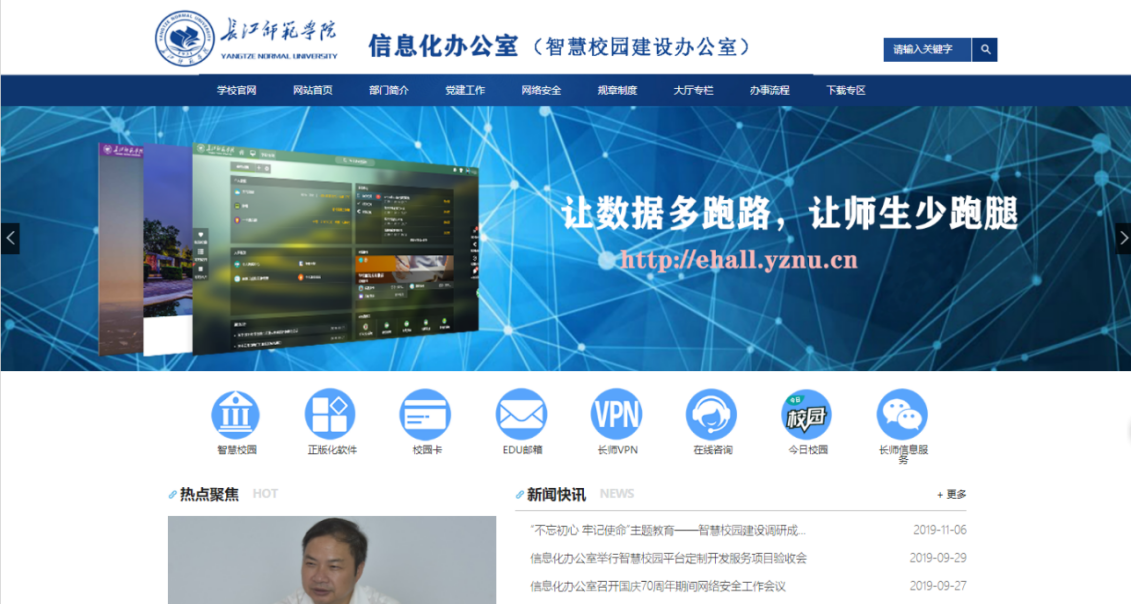 长江师范学院
YANGTZE NORMAL UNIVERSITY
信息化办公室（智慧校园建设办公室）
请输入关键字
学校官网 网站首页 部门简介 党建工作 网络安全 规章制度 大厅专栏 办事流程 下载专区
让数据多跑路，让师生少跑腿
http://ehall.yznu.cn
VPN
今日
校园
智慧校园 正版化软件 校园卡 EDU邮箱 长师VPN 在线咨询 今日校园 长师信息服
务
热点聚焦 HOT
新闻快讯 NEWS
+ 更多
“不忘初心 牢记使命”主题教育——智慧校园建设调研成... 2019-11-06
信息化办公室举行智慧校园平台定制开发服务项目验收会 2019-09-29
信息化办公室召开国庆70周年期间网络安全工作会议 2019-09-27